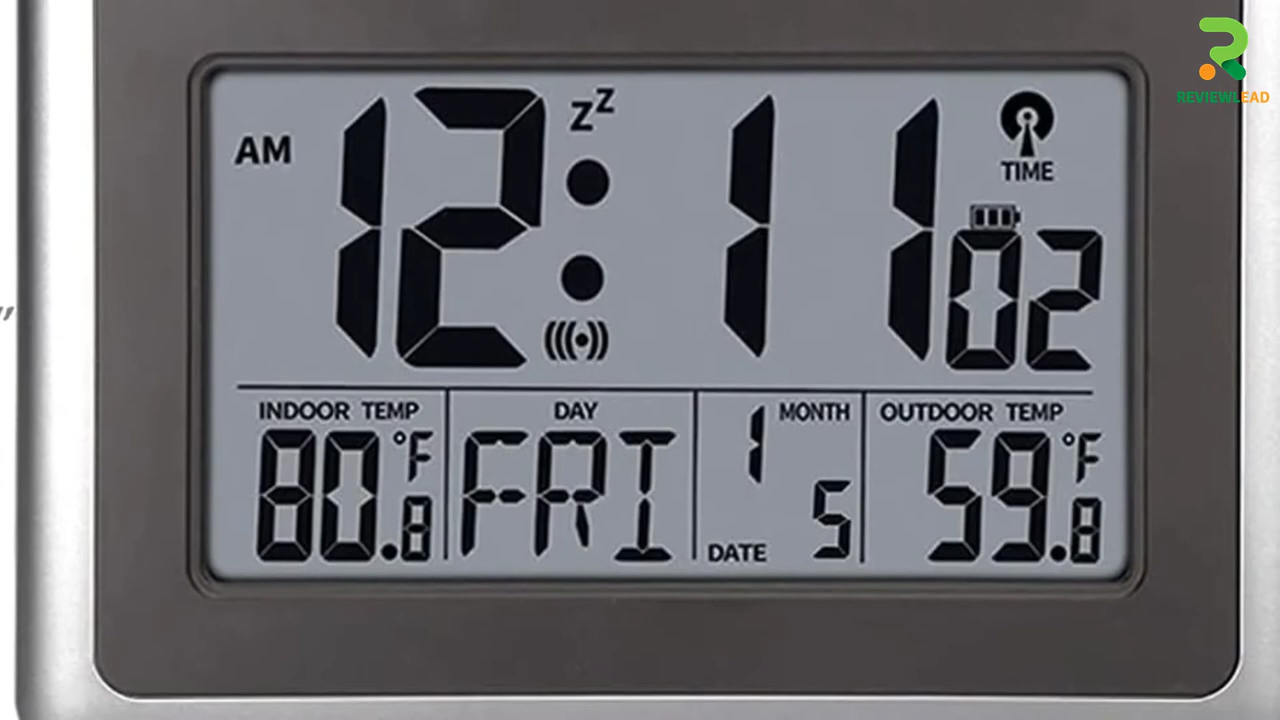 REVIEWLEAD
AM 12:11 02
zZ
TIME
INDOOR TEMP
80.8 °F
DAY
FRI
1 MONTH
5
DATE
OUTDOOR TEMP
59.8 °F
”